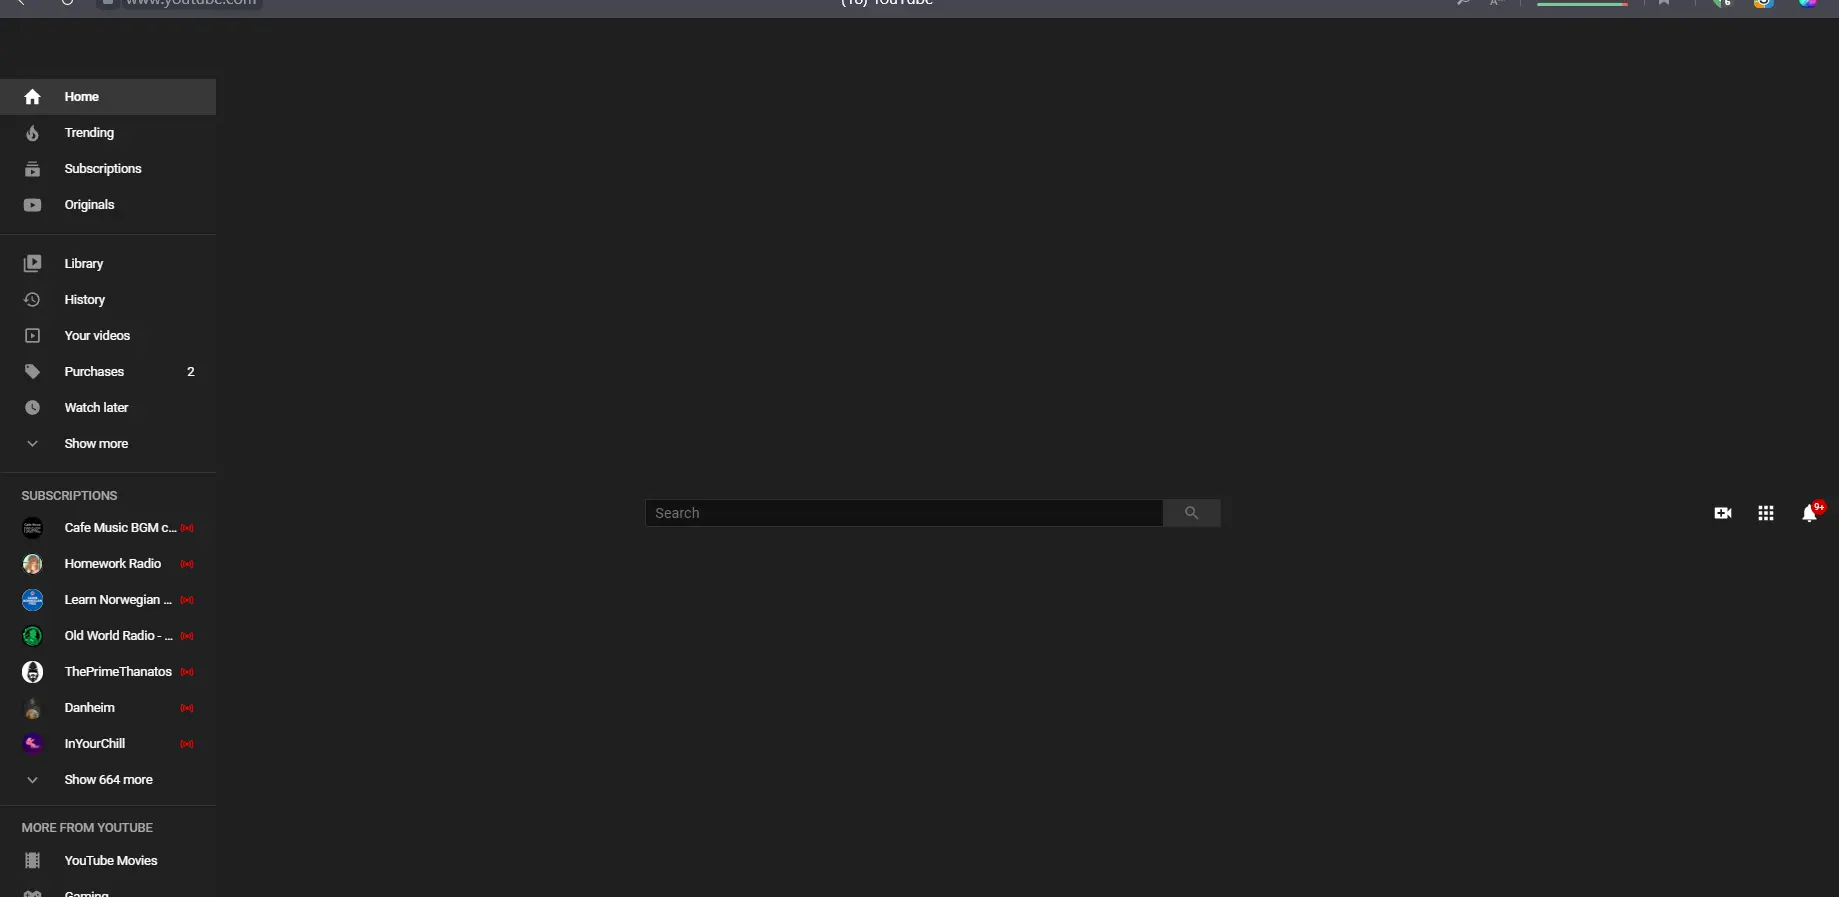 www.youtube.com
YouTube
Home
Trending
Subscriptions
Originals
Library
History
Your videos
Purchases 2
Watch later
Show more
SUBSCRIPTIONS
Cafe Music BGM c...
Homework Radio
Learn Norwegian ...
Old World Radio - ...
ThePrimeThanatos
Danheim
InYourChill
Show 664 more
MORE FROM YOUTUBE
YouTube Movies
Gaming
Search
9+